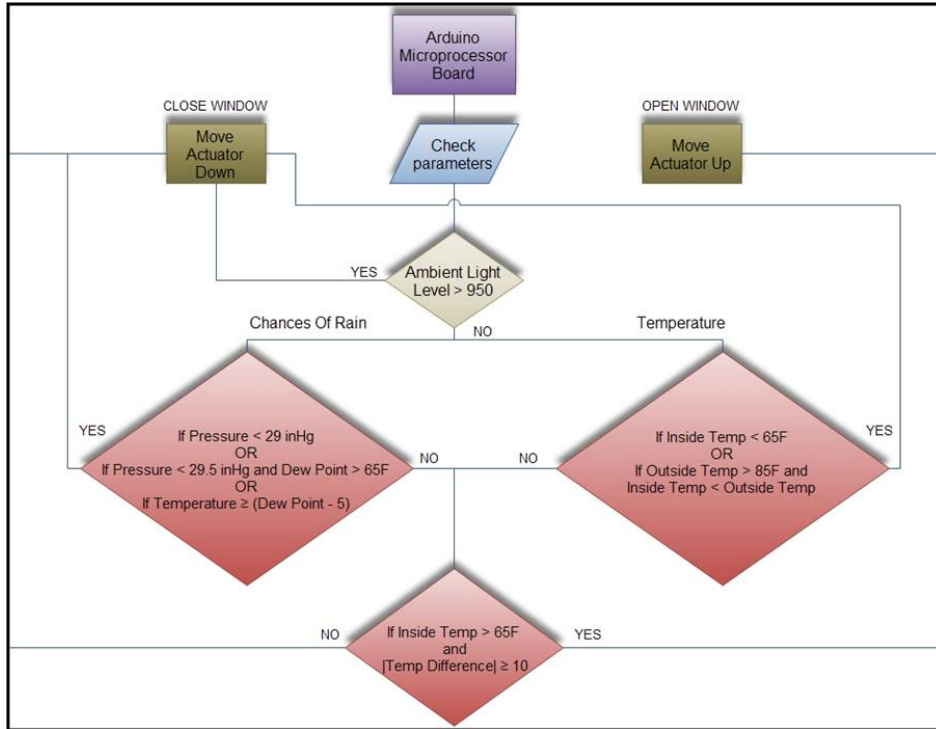 Arduino
Microprocessor
Board
CLOSE WINDOW
OPEN WINDOW
Move
Actuator
Down
Check
parameters
Move
Actuator Up
YES
Ambient Light
Level > 950
Chances Of Rain
NO
Temperature
YES
If Pressure < 29 inHg
OR
If Pressure < 29.5 inHg and Dew Point > 65F
OR
If Temperature ≥ (Dew Point - 5)
NO
NO
If Inside Temp < 65F
OR
If Outside Temp > 85F and
Inside Temp < Outside Temp
YES
NO
If Inside Temp > 65F
and
|Temp Difference| ≥ 10
YES